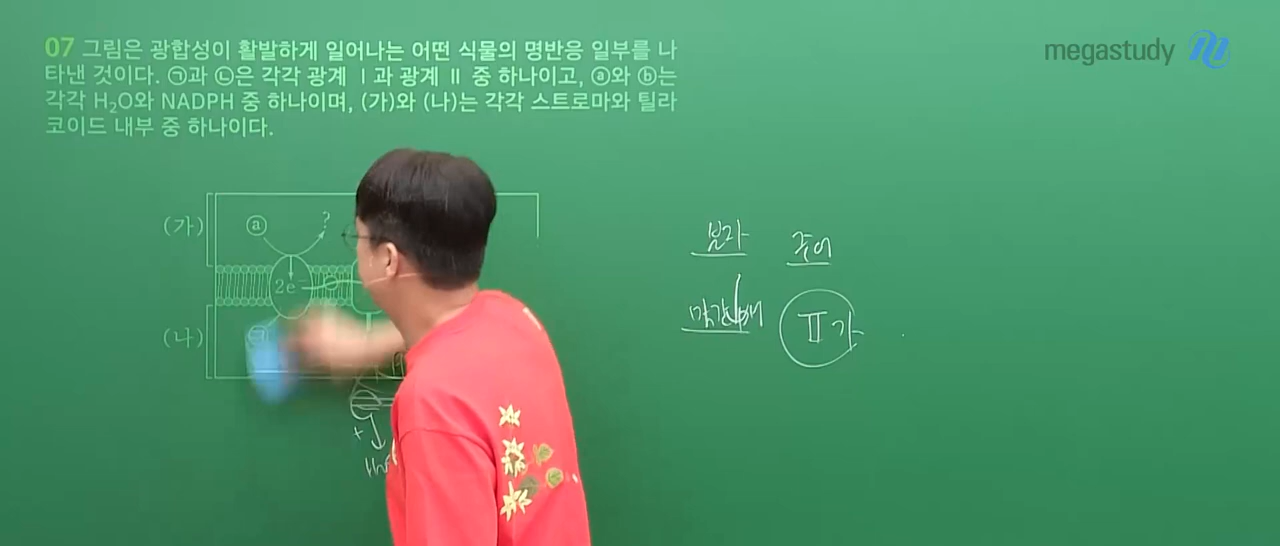 megastudy
07 그림은 광합성이 활발하게 일어나는 어떤 식물의 명반응 일부를 나
타낸 것이다. ㉠과 ㉡은 각각 광계 Ⅰ과 광계 Ⅱ 중 하나이고, ⓐ와 ⓑ는
각각 H₂O와 NADPH 중 하나이며, (가)와 (나)는 각각 스트로마와 틸라
코이드 내부 중 하나이다.
(가)
ⓐ
?
2e⁻
(나)
㉠
Ⅱ가